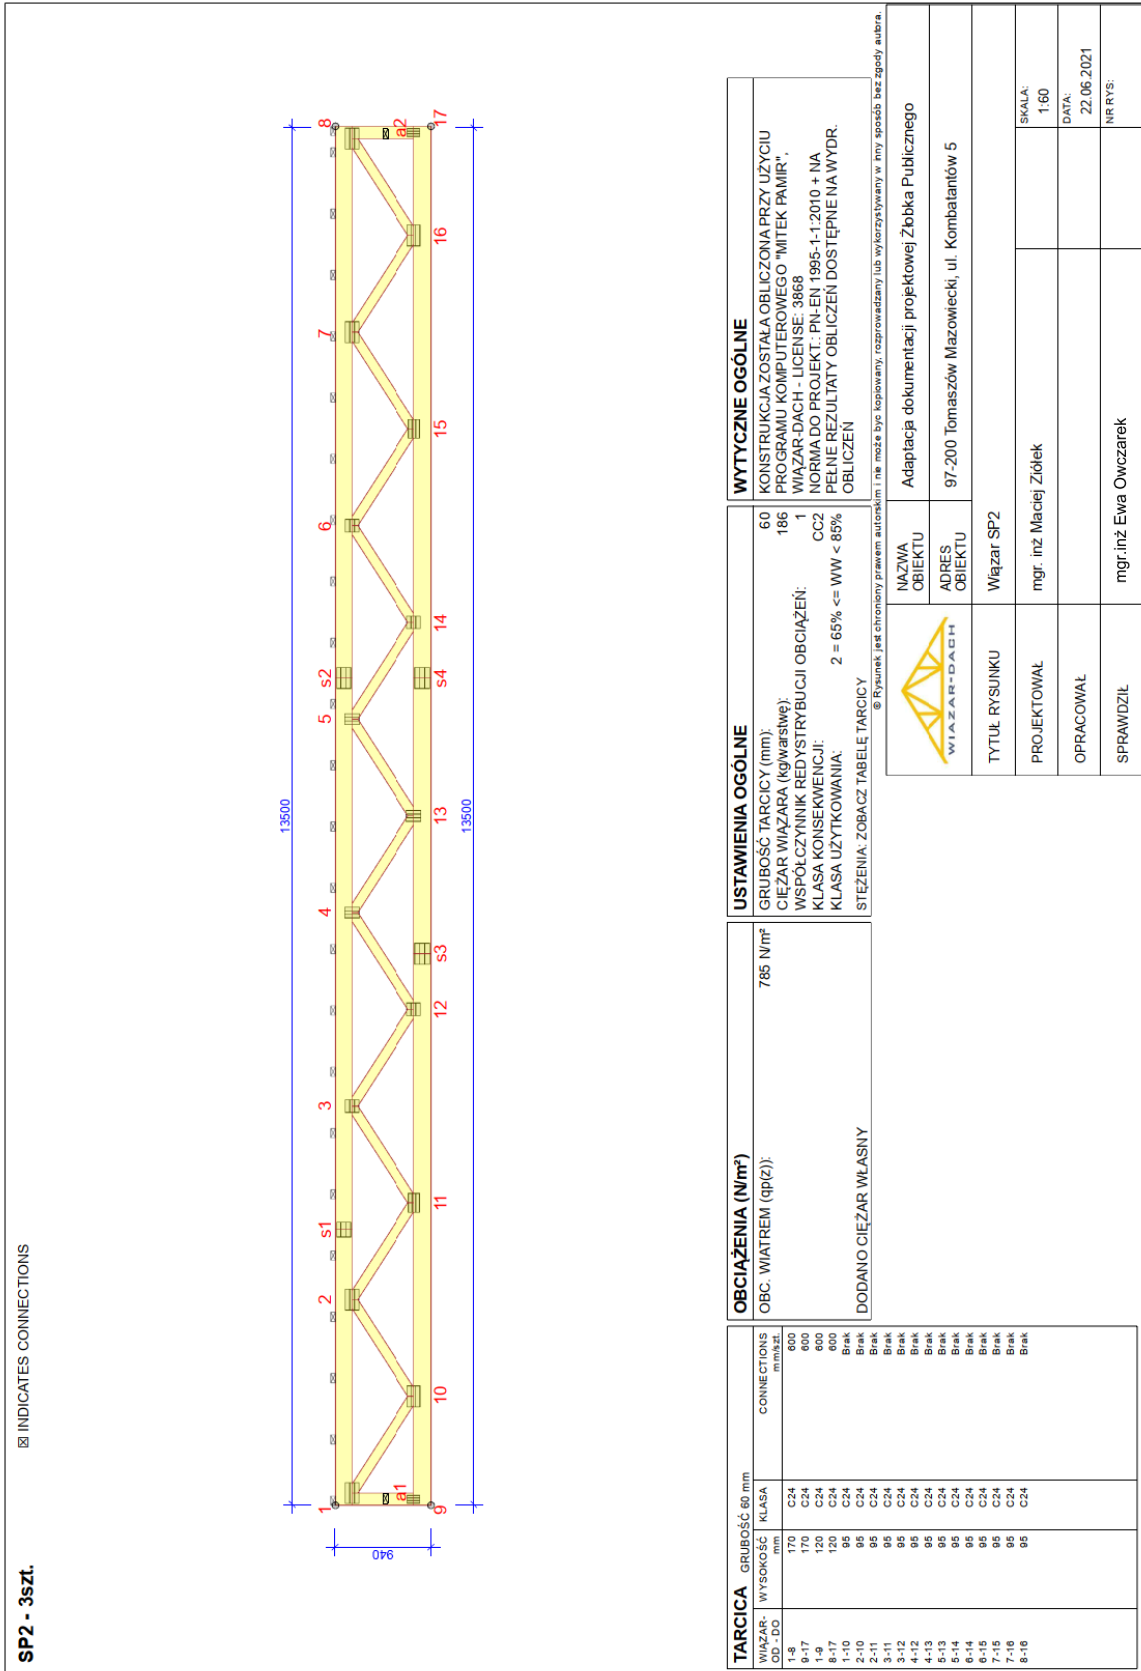 SP2 - 3szt.
☒ INDICATES CONNECTIONS
13500
1 2 s1 3 4 5 s2 6 7 8
940
a1
a2
9 10 11 12 s3 13 14 s4 15 16 17
13500
TARCICA GRUBOŚĆ 60 mm
WIĄZAR- OD - DO WYSOKOŚĆ mm KLASA CONNECTIONS mm/szt.
1-8 170 C24 600
9-17 170 C24 600
1-9 120 C24 600
8-17 120 C24 600
1-10 95 C24 Brak
2-10 95 C24 Brak
2-11 95 C24 Brak
3-11 95 C24 Brak
3-12 95 C24 Brak
4-12 95 C24 Brak
4-13 95 C24 Brak
5-13 95 C24 Brak
5-14 95 C24 Brak
6-14 95 C24 Brak
6-15 95 C24 Brak
7-15 95 C24 Brak
7-16 95 C24 Brak
8-16 95 C24 Brak
OBCIĄŻENIA (N/m²)
OBC. WIATREM (qp(z)): 785 N/m²
DODANO CIĘŻAR WŁASNY
USTAWIENIA OGÓLNE
GRUBOŚĆ TARCICY (mm): 60
CIĘŻAR WIĄZARA (kg/warstwę): 186
WSPÓŁCZYNNIK REDYSTRYBUCJI OBCIĄŻEŃ: 1
KLASA KONSEKWENCJI: CC2
KLASA UŻYTKOWANIA: 2 = 65% <= WW < 85%
STĘŻENIA: ZOBACZ TABELĘ TARCICY
WYTYCZNE OGÓLNE
KONSTRUKCJA ZOSTAŁA OBLICZONA PRZY UŻYCIU
PROGRAMU KOMPUTEROWEGO "MITEK PAMIR",
WIĄZAR-DACH - LICENSE: 3868
NORMA DO PROJEKT.: PN-EN 1995-1-1:2010 + NA
PEŁNE REZULTATY OBLICZEŃ DOSTĘPNE NA WYDR.
OBLICZEŃ
® Rysunek jest chroniony prawem autorskim i nie może być kopiowany, rozprowadzany lub wykorzystywany w inny sposób bez zgody autora.
WIĄZAR-DACH
NAZWA OBIEKTU
Adaptacja dokumentacji projektowej Żłobka Publicznego
ADRES OBIEKTU
97-200 Tomaszów Mazowiecki, ul. Kombatantów 5
TYTUŁ RYSUNKU
Wiązar SP2
PROJEKTOWAŁ
mgr. inż Maciej Ziółek
SKALA:
1:60
OPRACOWAŁ
DATA:
22.06.2021
SPRAWDZIŁ
mgr.inż Ewa Owczarek
NR RYS: